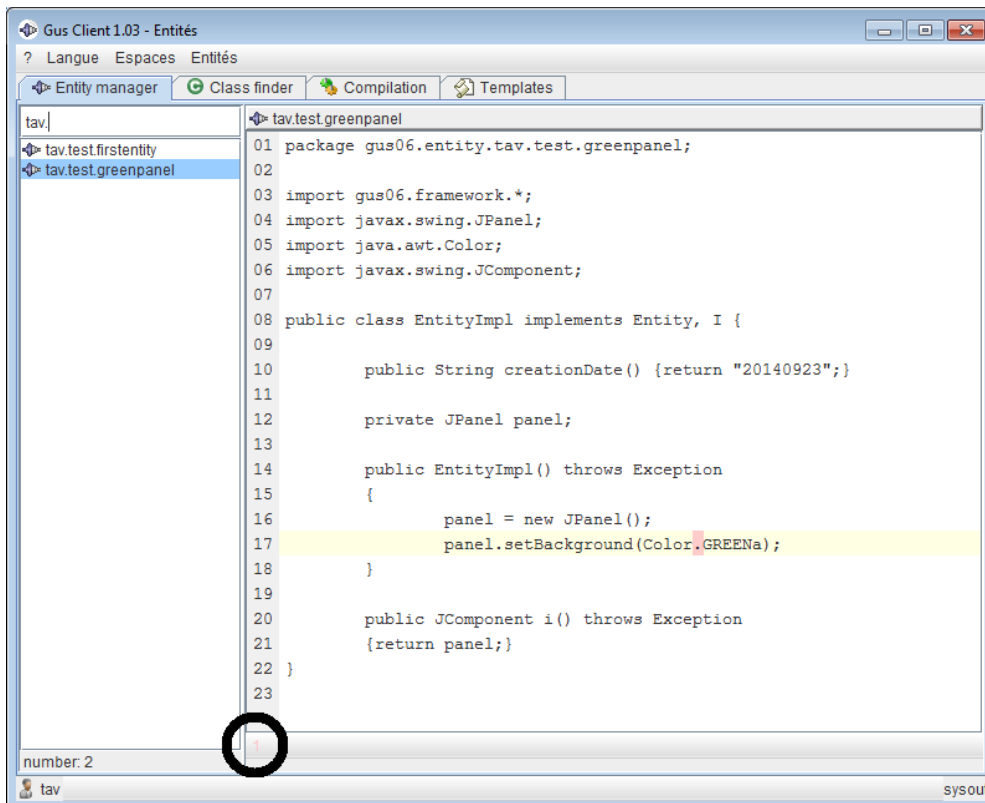 Gus Client 1.03 - Entités
? Langue Espaces Entités
Entity manager Class finder Compilation Templates
tav.
tav.test.firstentity
tav.test.greenpanel
tav.test.greenpanel
01 package gus06.entity.tav.test.greenpanel;
02
03 import gus06.framework.*;
04 import javax.swing.JPanel;
05 import java.awt.Color;
06 import javax.swing.JComponent;
07
08 public class EntityImpl implements Entity, I {
09
10 public String creationDate() {return "20140923";}
11
12 private JPanel panel;
13
14 public EntityImpl() throws Exception
15 {
16 panel = new JPanel();
17 panel.setBackground(Color.GREENa);
18 }
19
20 public JComponent i() throws Exception
21 {return panel;}
22 }
23
1
number: 2
tav sysou